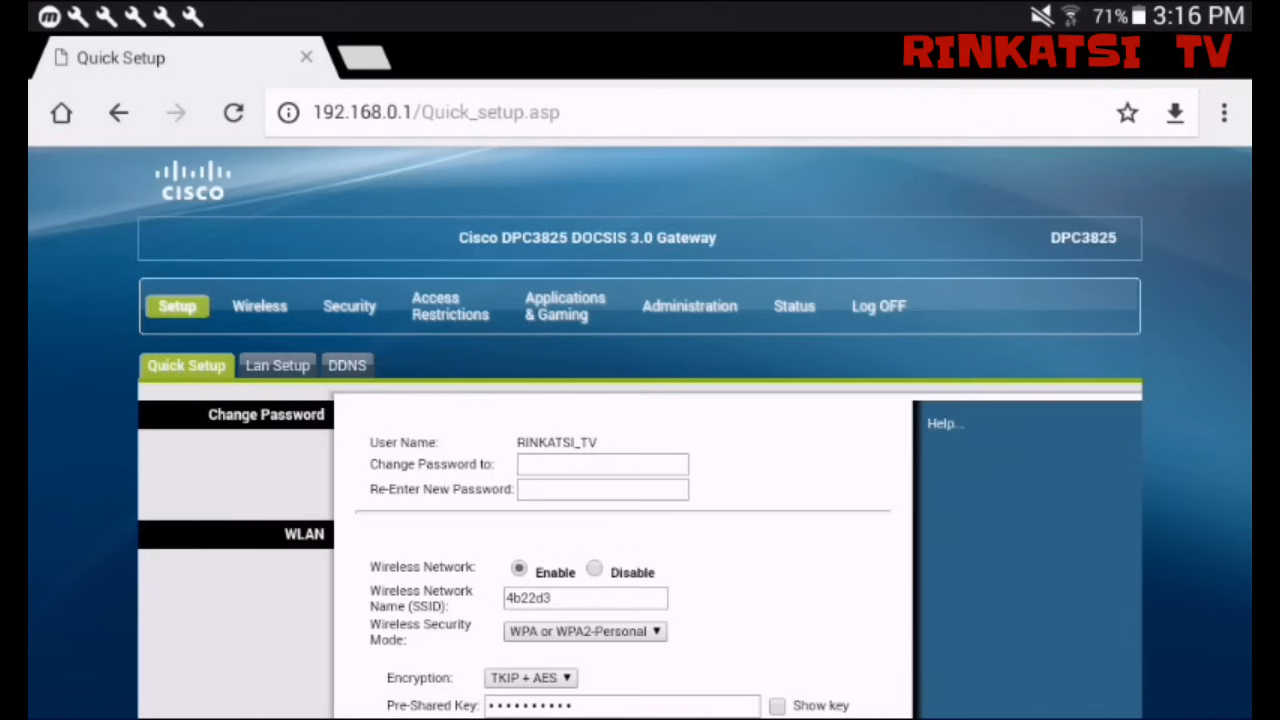 71% 3:16 PM
RINKATSI TV
Quick Setup
192.168.0.1/Quick_setup.asp
CISCO
Cisco DPC3825 DOCSIS 3.0 Gateway DPC3825
Setup Wireless Security Access Restrictions Applications & Gaming Administration Status Log OFF
Quick Setup Lan Setup DDNS
Change Password
Help...
User Name: RINKATSI_TV
Change Password to:
Re-Enter New Password:
WLAN
Wireless Network: Enable Disable
Wireless Network
Name (SSID): 4b22d3
Wireless Security
Mode: WPA or WPA2-Personal
Encryption: TKIP + AES
Pre-Shared Key: •••••••••• Show key